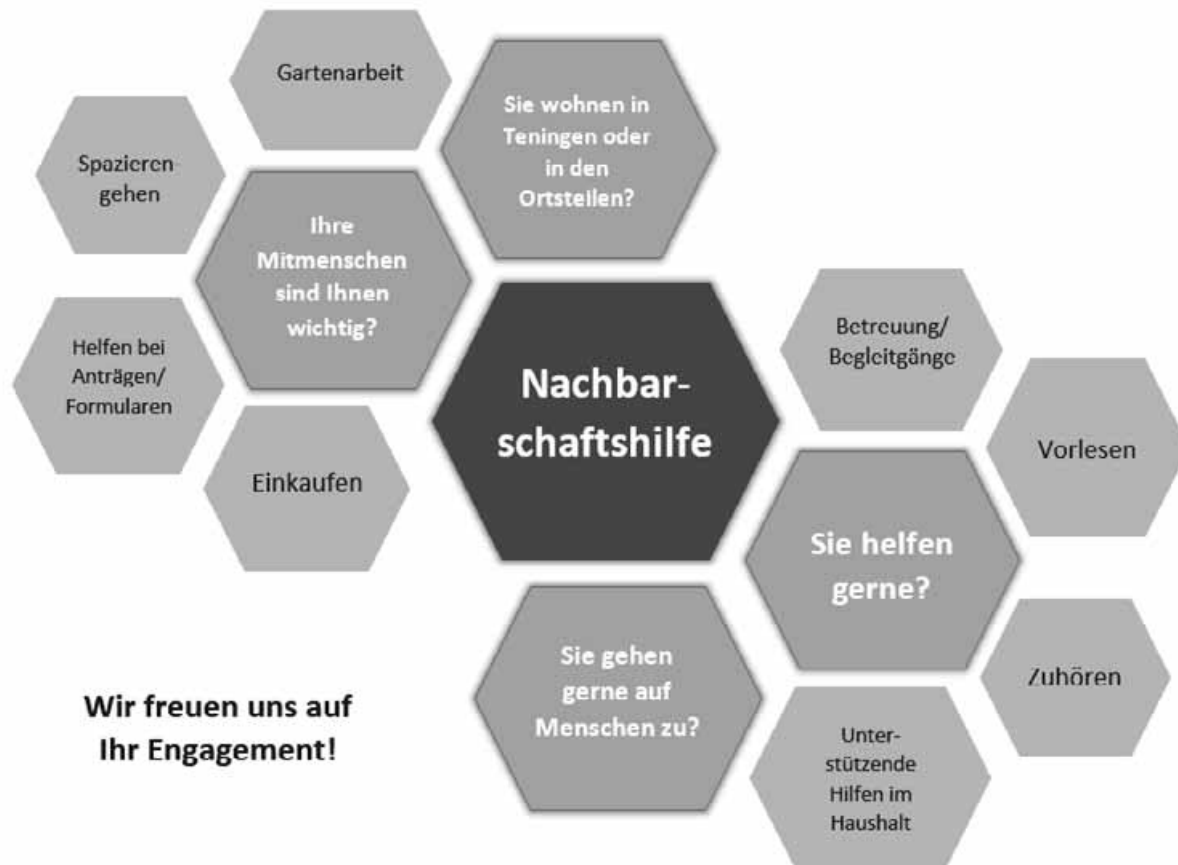 Gartenarbeit
Sie wohnen in
Teningen oder
in den
Ortsteilen?
Spazieren-
gehen
Ihre
Mitmenschen
sind Ihnen
wichtig?
Helfen bei
Anträgen/
Formularen
Einkaufen
Nachbar-
schaftshilfe
Betreuung/
Begleitgänge
Vorlesen
Sie helfen
gerne?
Sie gehen
gerne auf
Menschen zu?
Zuhören
Unter-
stützende
Hilfen im
Haushalt
Wir freuen uns auf
Ihr Engagement!